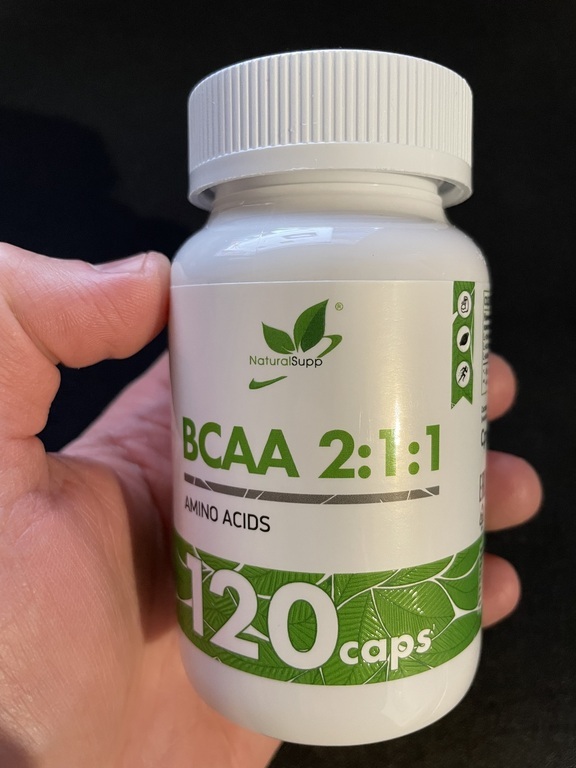 ®
NaturalSupp
BCAA 2:1:1
AMINO ACIDS
120 caps